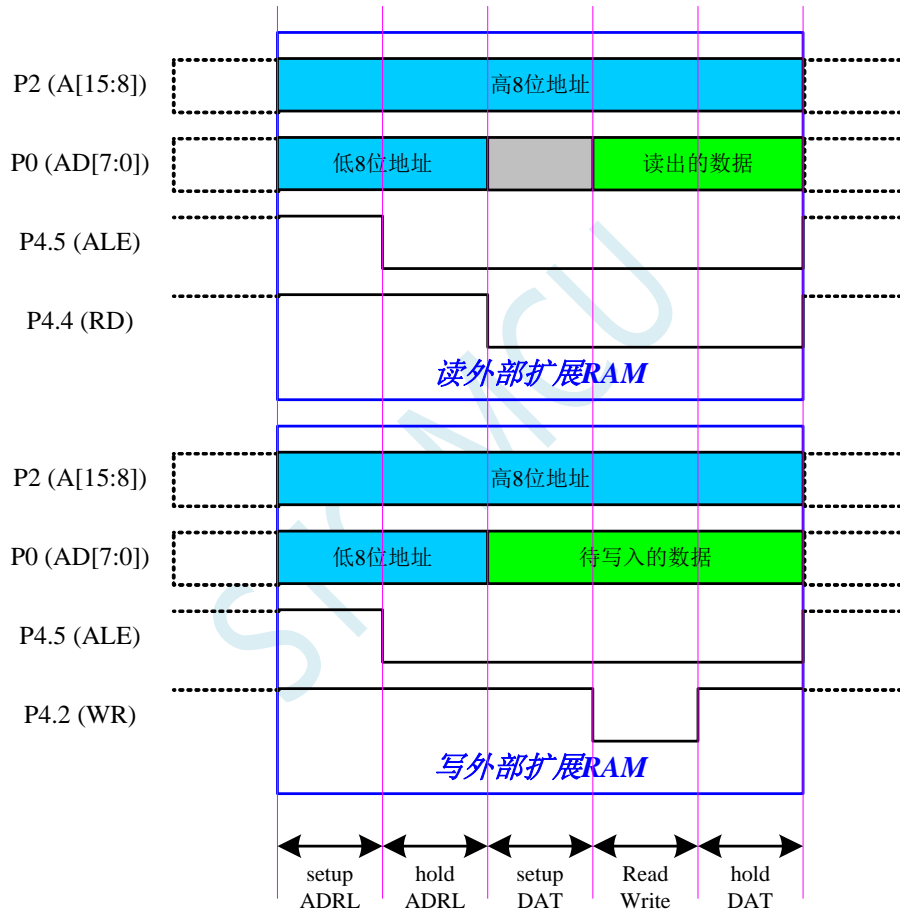 P2 (A[15:8])
高8位地址
P0 (AD[7:0])
低8位地址
读出的数据
P4.5 (ALE)
P4.4 (RD)
读外部扩展RAM
P2 (A[15:8])
高8位地址
P0 (AD[7:0])
低8位地址
待写入的数据
P4.5 (ALE)
P4.2 (WR)
写外部扩展RAM
setup
ADRL
hold
ADRL
setup
DAT
Read
Write
hold
DAT
STC MCU